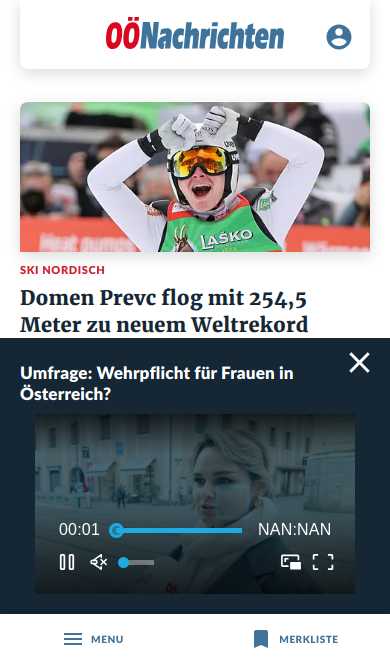 OÖNachrichten
LAŠKO
SKI NORDISCH
Domen Prevc flog mit 254,5
Meter zu neuem Weltrekord
Umfrage: Wehrpflicht für Frauen in
Österreich?
00:01
NAN:NAN
MENU
MERKLISTE